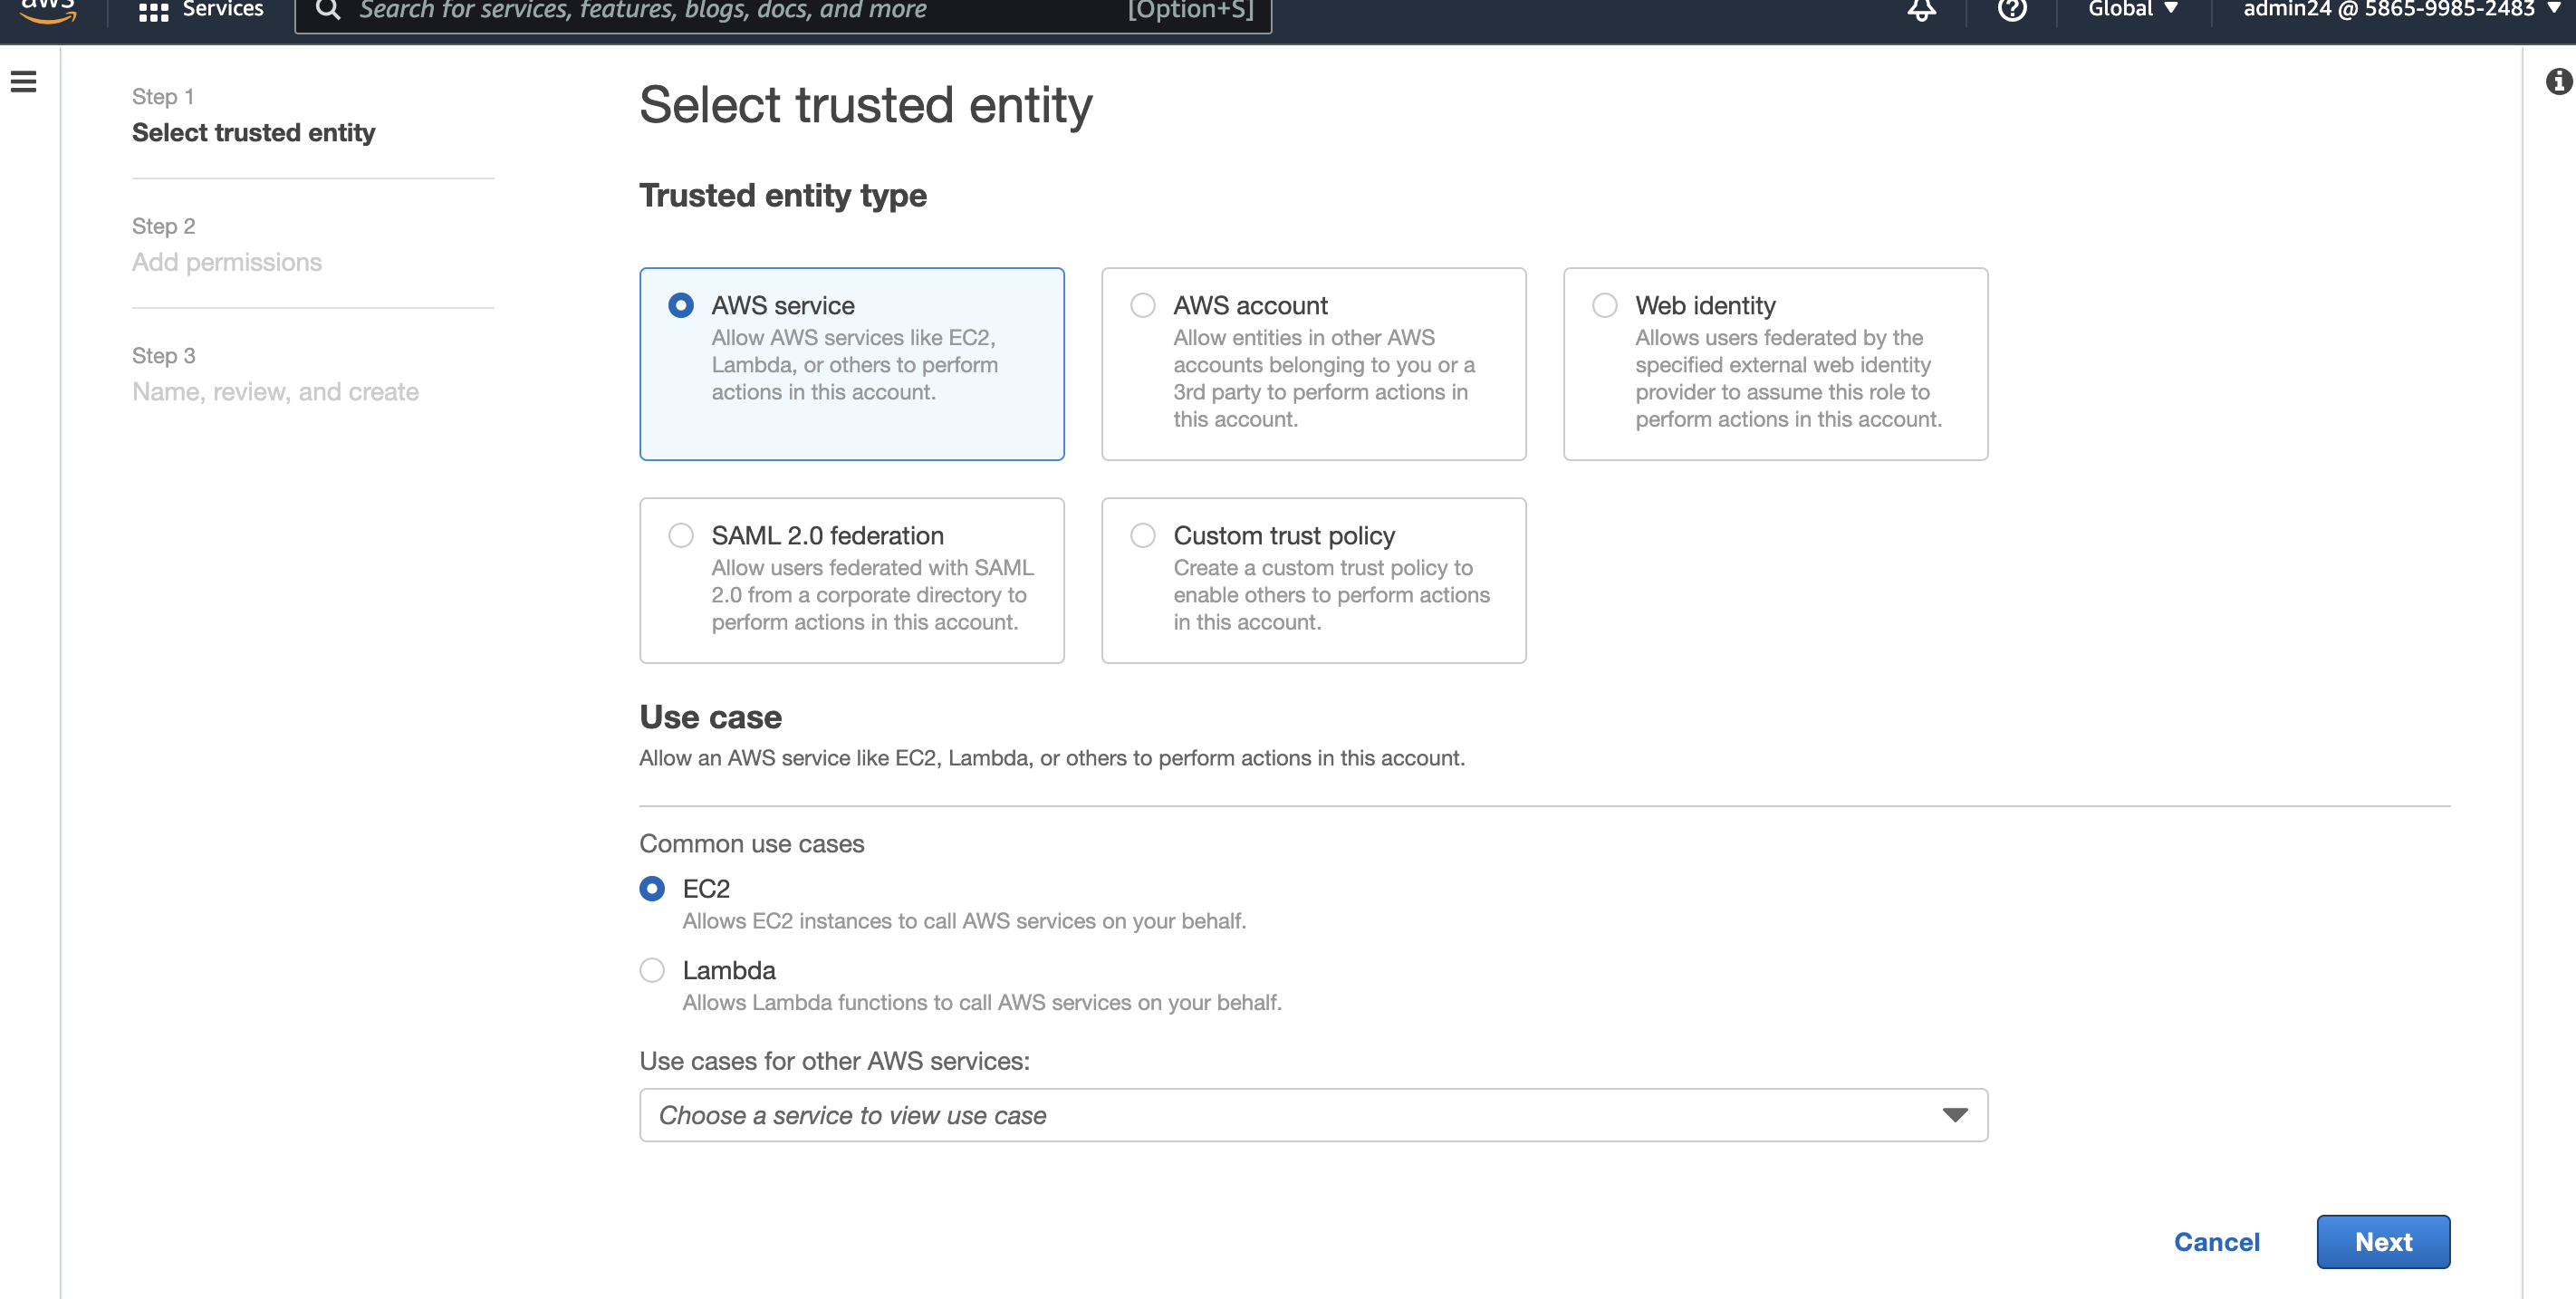 aws
Services
Search for services, features, blogs, docs, and more
[Option+S]
Global
admin24 @ 5865-9985-2483
Step 1
Select trusted entity
Step 2
Add permissions
Step 3
Name, review, and create
Select trusted entity
Trusted entity type
AWS service
Allow AWS services like EC2,
Lambda, or others to perform
actions in this account.
AWS account
Allow entities in other AWS
accounts belonging to you or a
3rd party to perform actions in
this account.
Web identity
Allows users federated by the
specified external web identity
provider to assume this role to
perform actions in this account.
SAML 2.0 federation
Allow users federated with SAML
2.0 from a corporate directory to
perform actions in this account.
Custom trust policy
Create a custom trust policy to
enable others to perform actions
in this account.
Use case
Allow an AWS service like EC2, Lambda, or others to perform actions in this account.
Common use cases
EC2
Allows EC2 instances to call AWS services on your behalf.
Lambda
Allows Lambda functions to call AWS services on your behalf.
Use cases for other AWS services:
Choose a service to view use case
Cancel
Next